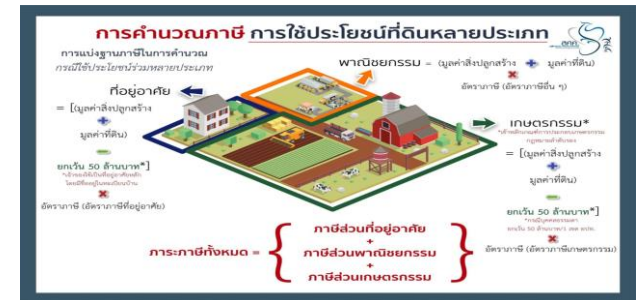 การคำนวณภาษี การใช้ประโยชน์ที่ดินหลายประเภท
สถ.
การแบ่งฐานภาษีในการคำนวณ
กรณีใช้ประโยชน์ร่วมหลายประเภท
พาณิชยกรรม = (มูลค่าสิ่งปลูกสร้าง + มูลค่าที่ดิน)
×
อัตราภาษี (อัตราภาษีอื่น ๆ)
ที่อยู่อาศัย
= [(มูลค่าสิ่งปลูกสร้าง
+
มูลค่าที่ดิน)
-
ยกเว้น 50 ล้านบาท*]
×
อัตราภาษี (อัตราภาษีที่อยู่อาศัย)
เกษตรกรรม*
= [(มูลค่าสิ่งปลูกสร้าง
+
มูลค่าที่ดิน)
-
ยกเว้น 50 ล้านบาท*]
×
อัตราภาษี (อัตราภาษีเกษตรกรรม)
ภาระภาษีทั้งหมด =
ภาษีส่วนที่อยู่อาศัย
+
ภาษีส่วนพาณิชยกรรม
+
ภาษีส่วนเกษตรกรรม